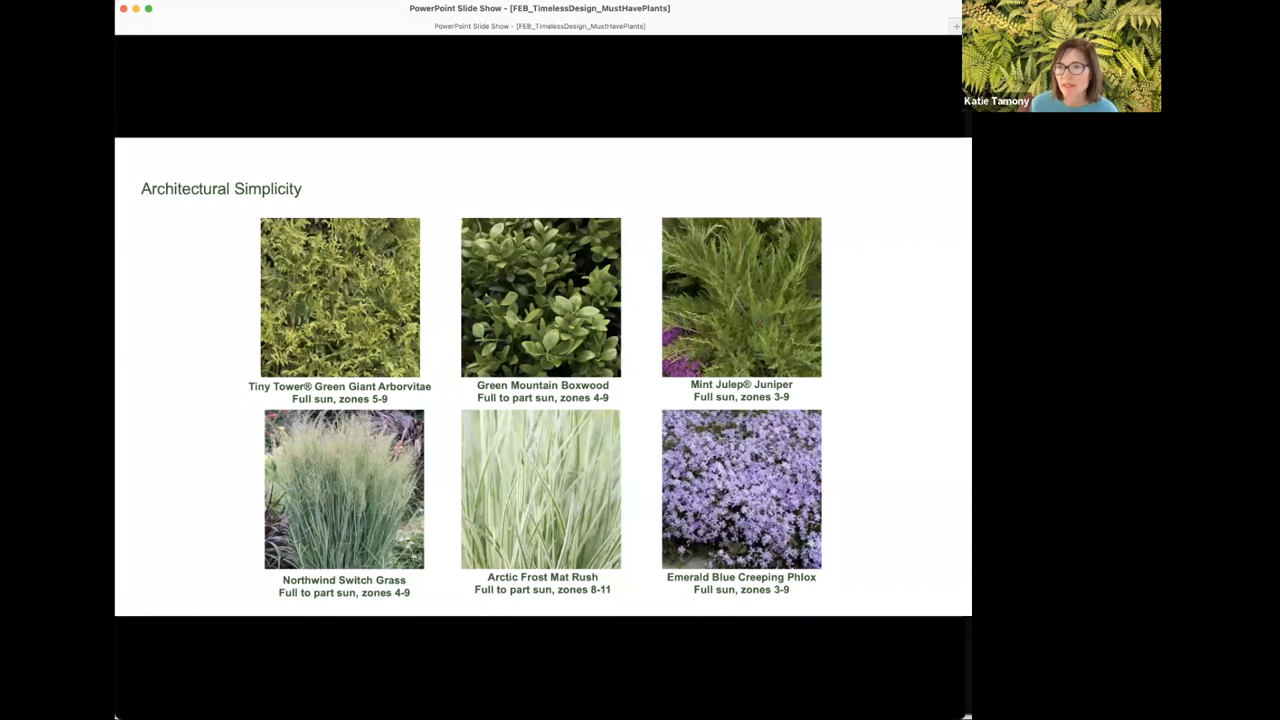 PowerPoint Slide Show - [FEB_TimelessDesign_MustHavePlants]
PowerPoint Slide Show - [FEB_TimelessDesign_MustHavePlants]
+
Katie Tamony
Architectural Simplicity
Tiny Tower® Green Giant Arborvitae
Full sun, zones 5-9
Green Mountain Boxwood
Full to part sun, zones 4-9
Mint Julep® Juniper
Full sun, zones 3-9
Northwind Switch Grass
Full to part sun, zones 4-9
Arctic Frost Mat Rush
Full to part sun, zones 8-11
Emerald Blue Creeping Phlox
Full sun, zones 3-9